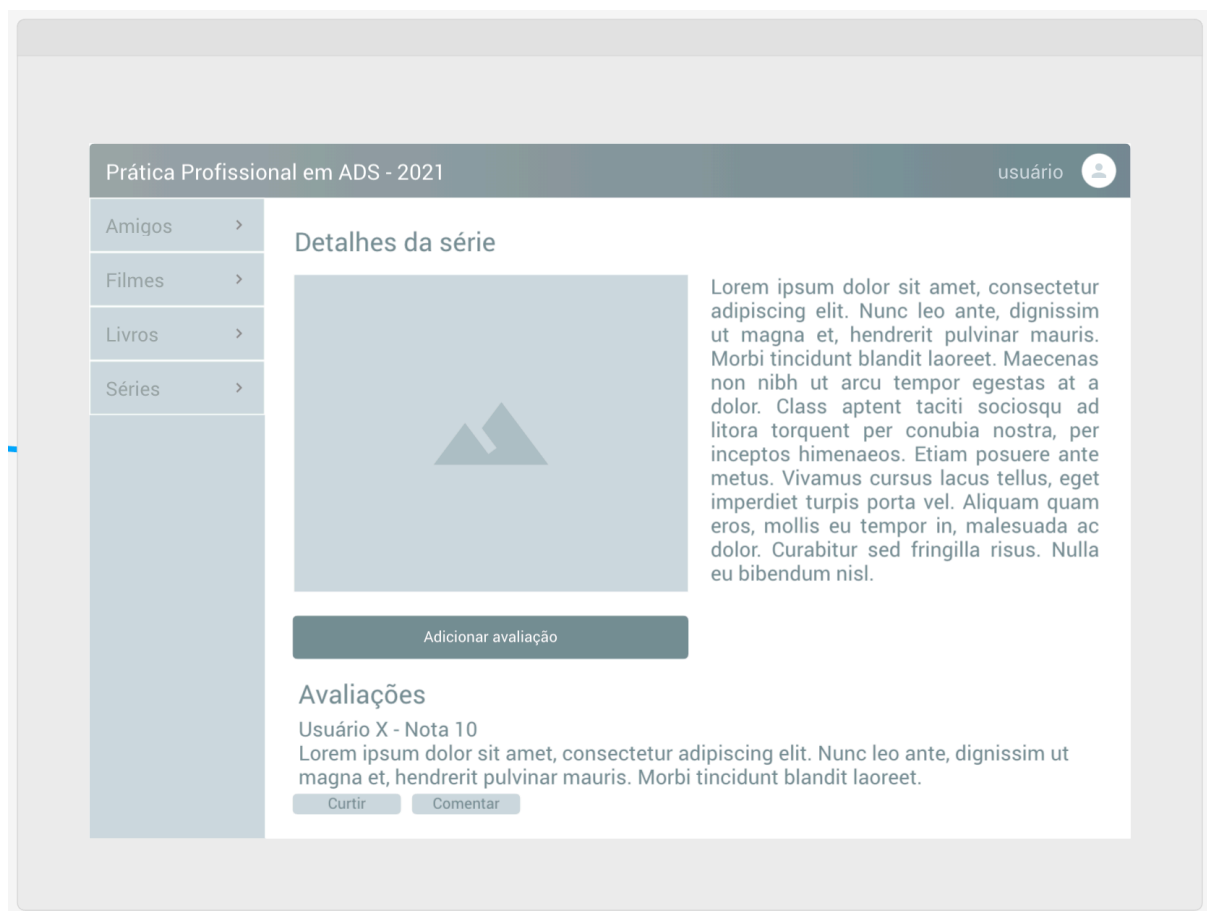 Prática Profissional em ADS - 2021
usuário
Amigos
Filmes
Livros
Séries
Detalhes da série
Lorem ipsum dolor sit amet, consectetur
adipiscing elit. Nunc leo ante, dignissim
ut magna et, hendrerit pulvinar mauris.
Morbi tincidunt blandit laoreet. Maecenas
non nibh ut arcu tempor egestas at a
dolor. Class aptent taciti sociosqu ad
litora torquent per conubia nostra, per
inceptos himenaeos. Etiam posuere ante
metus. Vivamus cursus lacus tellus, eget
imperdiet turpis porta vel. Aliquam quam
eros, mollis eu tempor in, malesuada ac
dolor. Curabitur sed fringilla risus. Nulla
eu bibendum nisl.
Adicionar avaliação
Avaliações
Usuário X - Nota 10
Lorem ipsum dolor sit amet, consectetur adipiscing elit. Nunc leo ante, dignissim ut
magna et, hendrerit pulvinar mauris. Morbi tincidunt blandit laoreet.
Curtir
Comentar